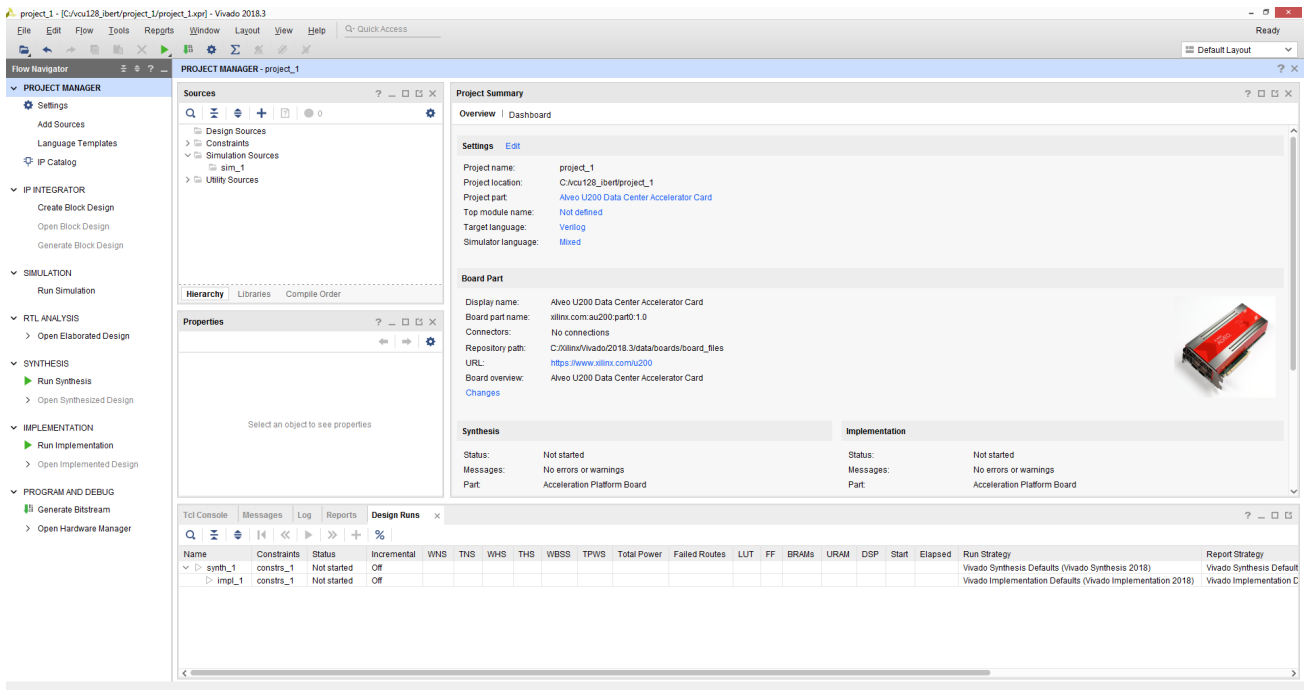 project_1 - [C:/vcu128_ibert/project_1/project_1.xpr] - Vivado 2018.3
File Edit Flow Tools Reports Window Layout View Help Quick Access
Ready
Default Layout
Flow Navigator
PROJECT MANAGER
Settings
Add Sources
Language Templates
IP Catalog
IP INTEGRATOR
Create Block Design
Open Block Design
Generate Block Design
SIMULATION
Run Simulation
RTL ANALYSIS
Open Elaborated Design
SYNTHESIS
Run Synthesis
Open Synthesized Design
IMPLEMENTATION
Run Implementation
Open Implemented Design
PROGRAM AND DEBUG
Generate Bitstream
Open Hardware Manager
PROJECT MANAGER - project_1
Sources
0
Design Sources
Constraints
Simulation Sources
sim_1
Utility Sources
Hierarchy Libraries Compile Order
Properties
Select an object to see properties
Project Summary
Overview | Dashboard
Settings Edit
Project name: project_1
Project location: C:/vcu128_ibert/project_1
Project part: Alveo U200 Data Center Accelerator Card
Top module name: Not defined
Target language: Verilog
Simulator language: Mixed
Board Part
Display name: Alveo U200 Data Center Accelerator Card
Board part name: xilinx.com:au200:part0:1.0
Connectors: No connections
Repository path: C:/Xilinx/Vivado/2018.3/data/boards/board_files
URL: https://www.xilinx.com/u200
Board overview: Alveo U200 Data Center Accelerator Card
Changes
Synthesis
Status: Not started
Messages: No errors or warnings
Part: Acceleration Platform Board
Implementation
Status: Not started
Messages: No errors or warnings
Part: Acceleration Platform Board
Tcl Console Messages Log Reports Design Runs
Name Constraints Status Incremental WNS TNS WHS THS WBSS TPWS Total Power Failed Routes LUT FF BRAMs URAM DSP Start Elapsed Run Strategy Report Strategy
synth_1 constrs_1 Not started Off Vivado Synthesis Defaults (Vivado Synthesis 2018) Vivado Synthesis Default
impl_1 constrs_1 Not started Off Vivado Implementation Defaults (Vivado Implementation 2018) Vivado Implementation D